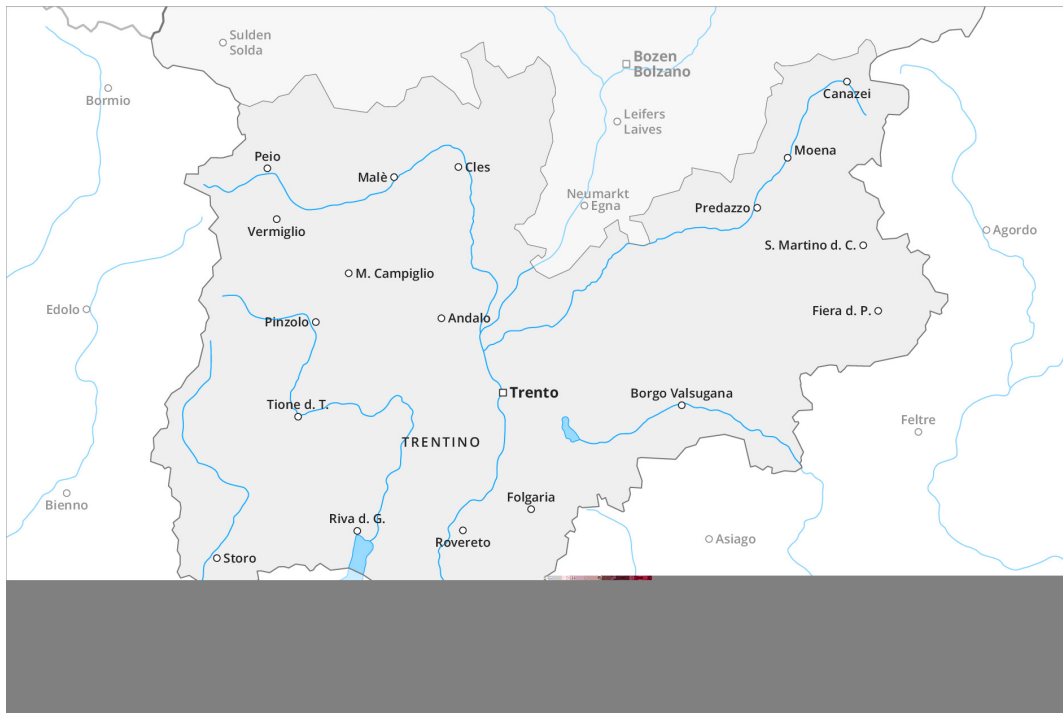 Sulden
Solda
Bozen
Bolzano
Bormio
Canazei
Leifers
Laives
Moena
Peio
Malè
Cles
Neumarkt
Egna
Predazzo
Vermiglio
Agordo
S. Martino d. C.
M. Campiglio
Edolo
Pinzolo
Andalo
Fiera d. P.
Trento
Borgo Valsugana
Tione d. T.
Feltre
TRENTINO
Bienno
Folgaria
Riva d. G.
Rovereto
Asiago
Storo